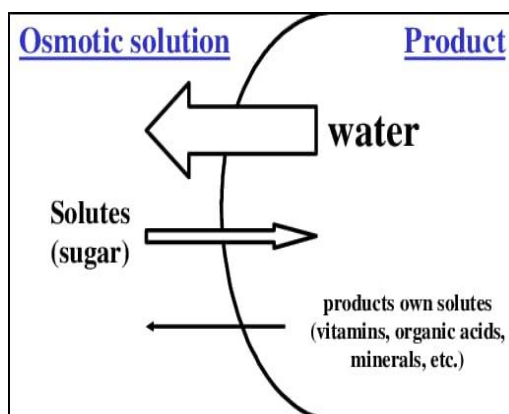 Osmotic solution
Product
water
Solutes
(sugar)
products own solutes
(vitamins, organic acids,
minerals, etc.)